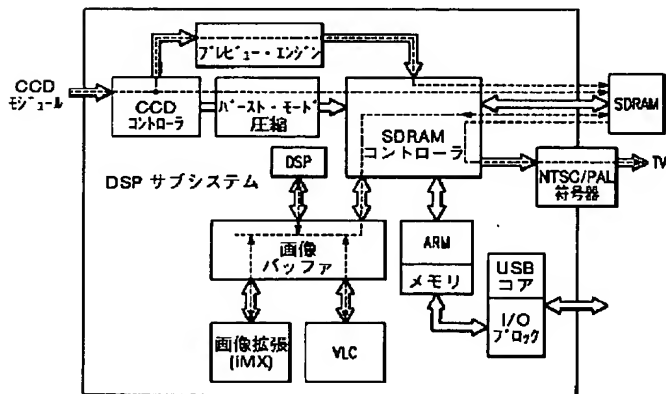 プレビュー・エンジン
CCD
モジュール
CCD
コントローラ
バースト・モード
圧縮
SDRAM
コントローラ
SDRAM
TV
NTSC/PAL
符号器
DSP
DSP サブシステム
画像
バッファ
ARM
メモリ
USB
コア
I/O
ブロック
画像拡張
(IMX)
VLC